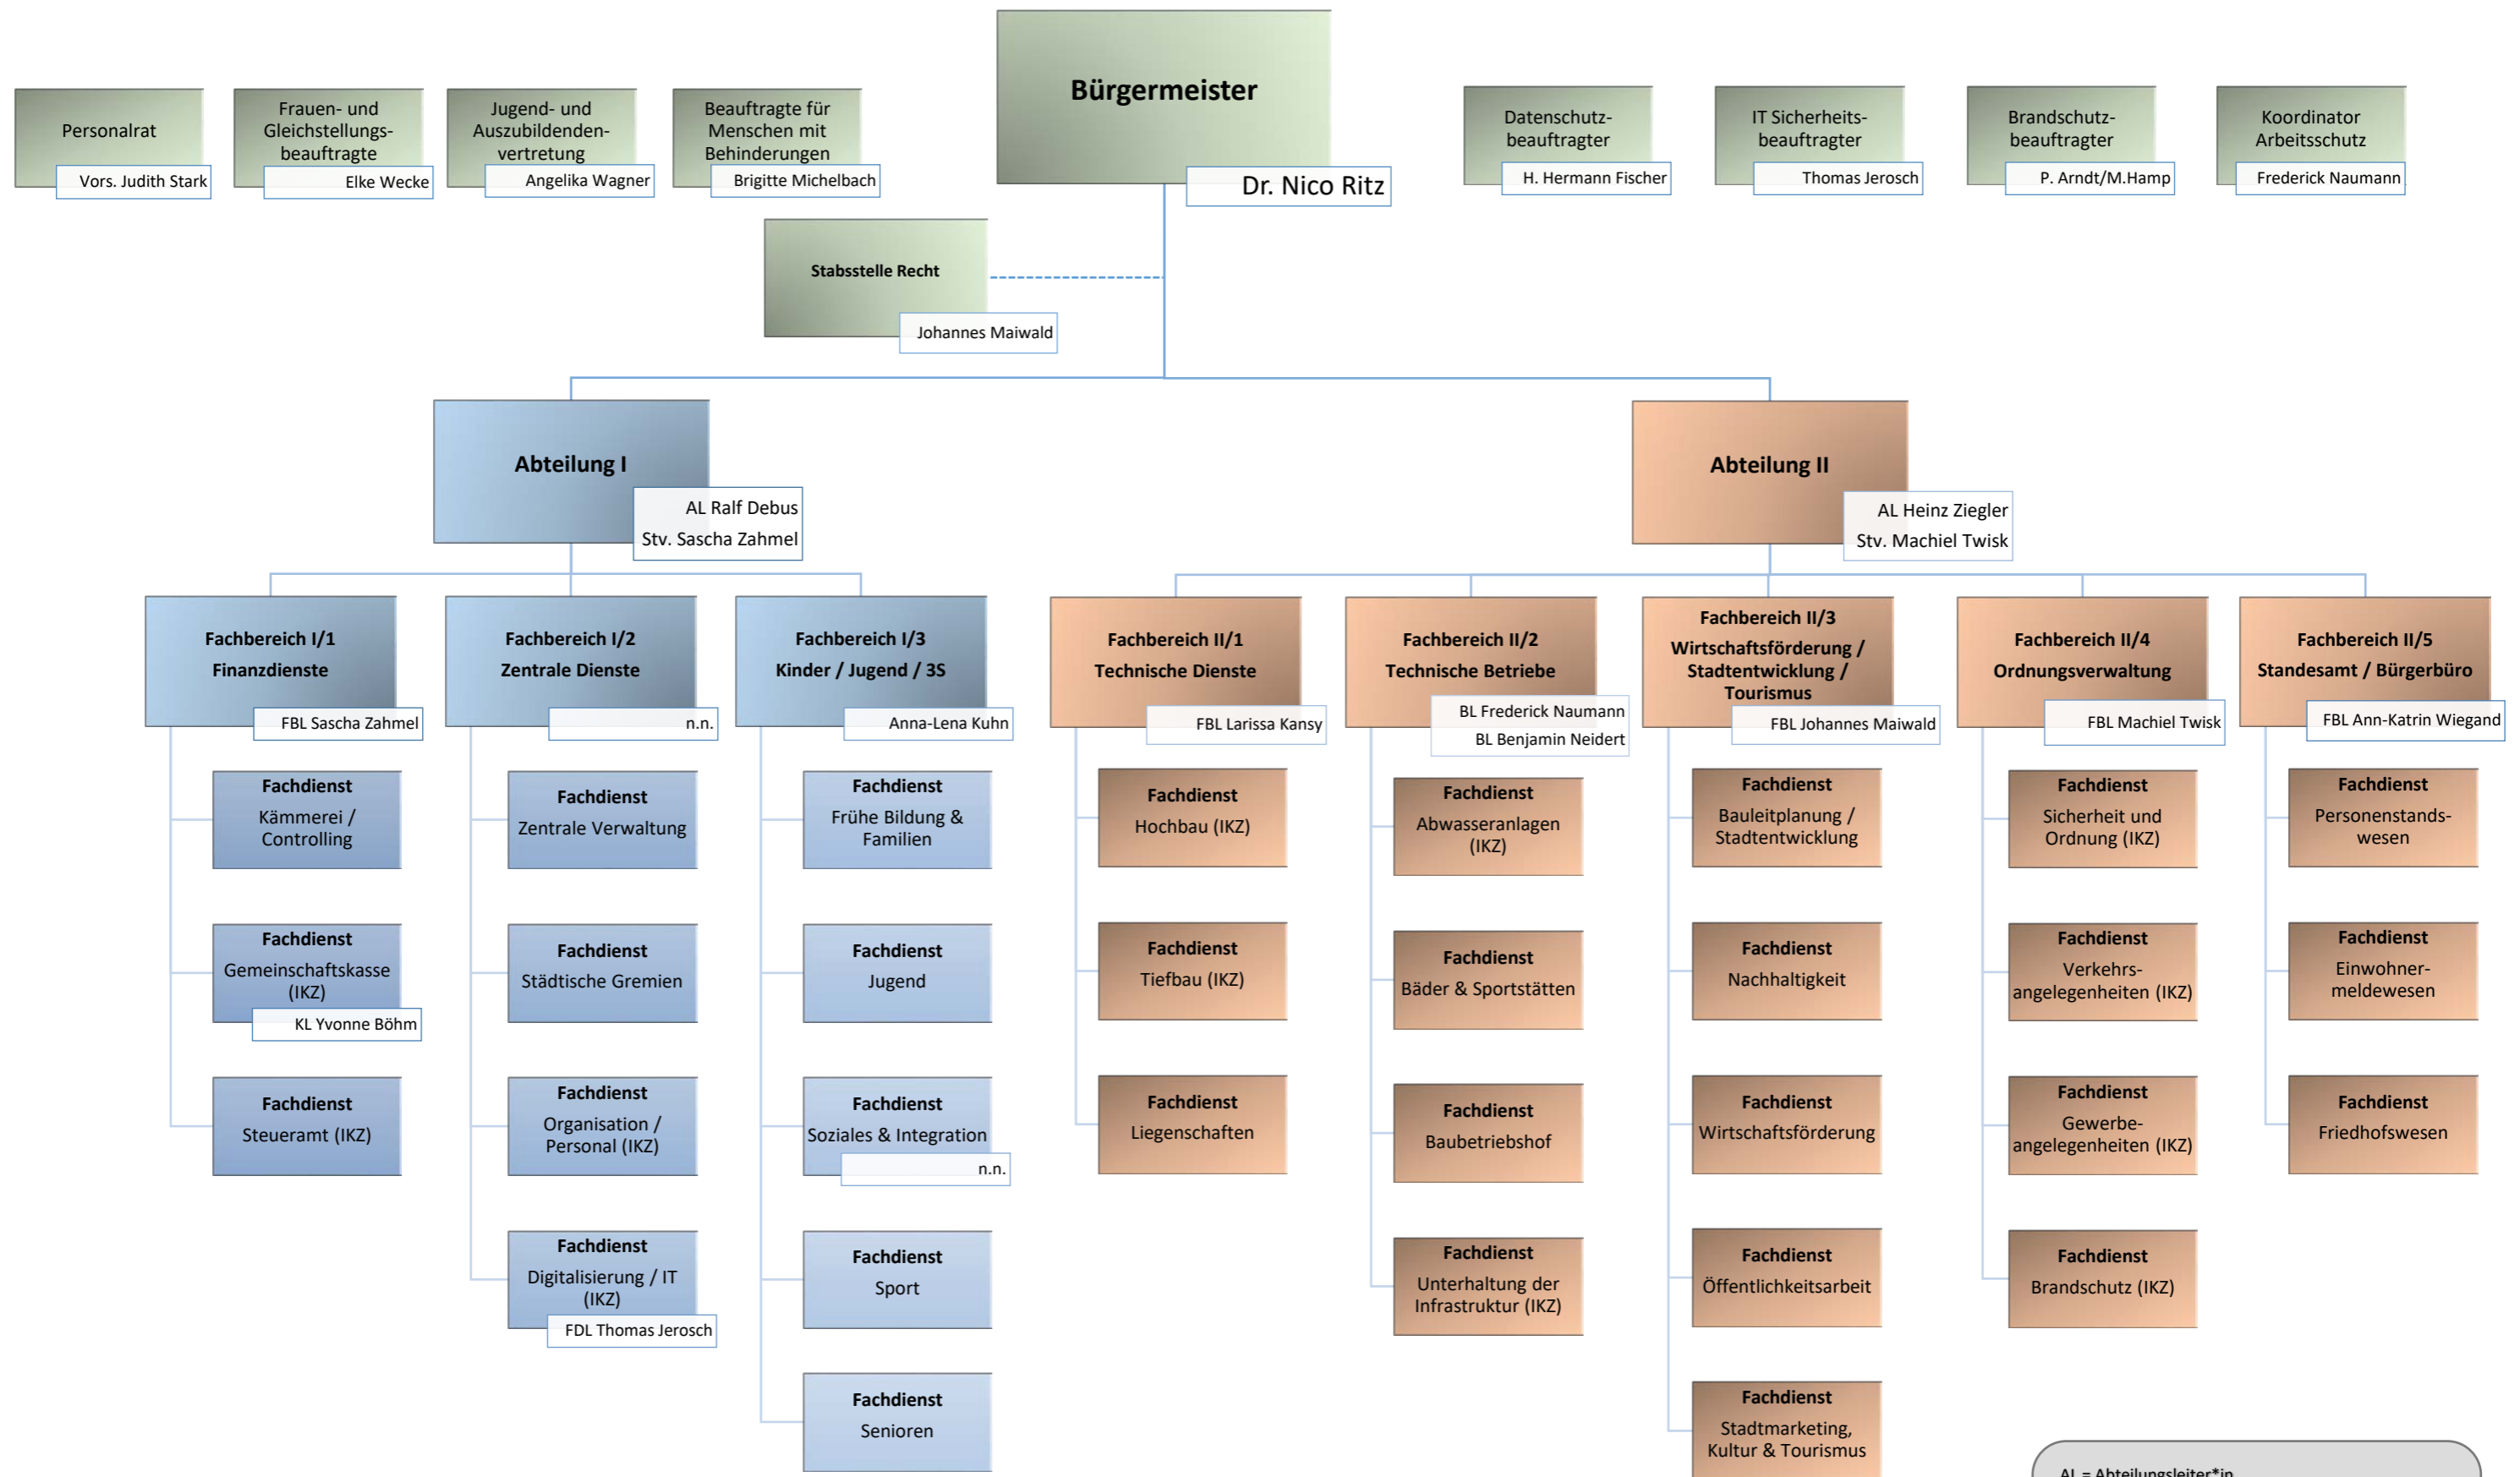 Bürgermeister
Dr. Nico Ritz
Personalrat
Vors. Judith Stark
Frauen- und
Gleichstellungs-
beauftragte
Elke Wecke
Jugend- und
Auszubildenden-
vertretung
Angelika Wagner
Beauftragte für
Menschen mit
Behinderungen
Brigitte Michelbach
Datenschutz-
beauftragter
H. Hermann Fischer
IT Sicherheits-
beauftragter
Thomas Jerosch
Brandschutz-
beauftragter
P. Arndt/M.Hamp
Koordinator
Arbeitsschutz
Frederick Naumann
Stabsstelle Recht
Johannes Maiwald
Abteilung I
AL Ralf Debus
Stv. Sascha Zahmel
Abteilung II
AL Heinz Ziegler
Stv. Machiel Twisk
Fachbereich I/1
Finanzdienste
FBL Sascha Zahmel
Fachdienst
Kämmerei /
Controlling
Fachdienst
Gemeinschaftskasse
(IKZ)
KL Yvonne Böhm
Fachdienst
Steueramt (IKZ)
Fachbereich I/2
Zentrale Dienste
n.n.
Fachdienst
Zentrale Verwaltung
Fachdienst
Städtische Gremien
Fachdienst
Organisation /
Personal (IKZ)
Fachdienst
Digitalisierung / IT
(IKZ)
FDL Thomas Jerosch
Fachbereich I/3
Kinder / Jugend / 3S
Anna-Lena Kuhn
Fachdienst
Frühe Bildung &
Familien
Fachdienst
Jugend
Fachdienst
Soziales & Integration
n.n.
Fachdienst
Sport
Fachdienst
Senioren
Fachbereich II/1
Technische Dienste
FBL Larissa Kansy
Fachdienst
Hochbau (IKZ)
Fachdienst
Tiefbau (IKZ)
Fachdienst
Liegenschaften
Fachbereich II/2
Technische Betriebe
BL Frederick Naumann
BL Benjamin Neidert
Fachdienst
Abwasseranlagen
(IKZ)
Fachdienst
Bäder & Sportstätten
Fachdienst
Baubetriebshof
Fachdienst
Unterhaltung der
Infrastruktur (IKZ)
Fachbereich II/3
Wirtschaftsförderung /
Stadtentwicklung /
Tourismus
FBL Johannes Maiwald
Fachdienst
Bauleitplanung /
Stadtentwicklung
Fachdienst
Nachhaltigkeit
Fachdienst
Wirtschaftsförderung
Fachdienst
Öffentlichkeitsarbeit
Fachdienst
Stadtmarketing,
Kultur & Tourismus
Fachbereich II/4
Ordnungsverwaltung
FBL Machiel Twisk
Fachdienst
Sicherheit und
Ordnung (IKZ)
Fachdienst
Verkehrs-
angelegenheiten (IKZ)
Fachdienst
Gewerbe-
angelegenheiten (IKZ)
Fachdienst
Brandschutz (IKZ)
Fachbereich II/5
Standesamt / Bürgerbüro
FBL Ann-Katrin Wiegand
Fachdienst
Personenstands-
wesen
Fachdienst
Einwohner-
meldewesen
Fachdienst
Friedhofswesen
AL = Abteilungsleiter*in